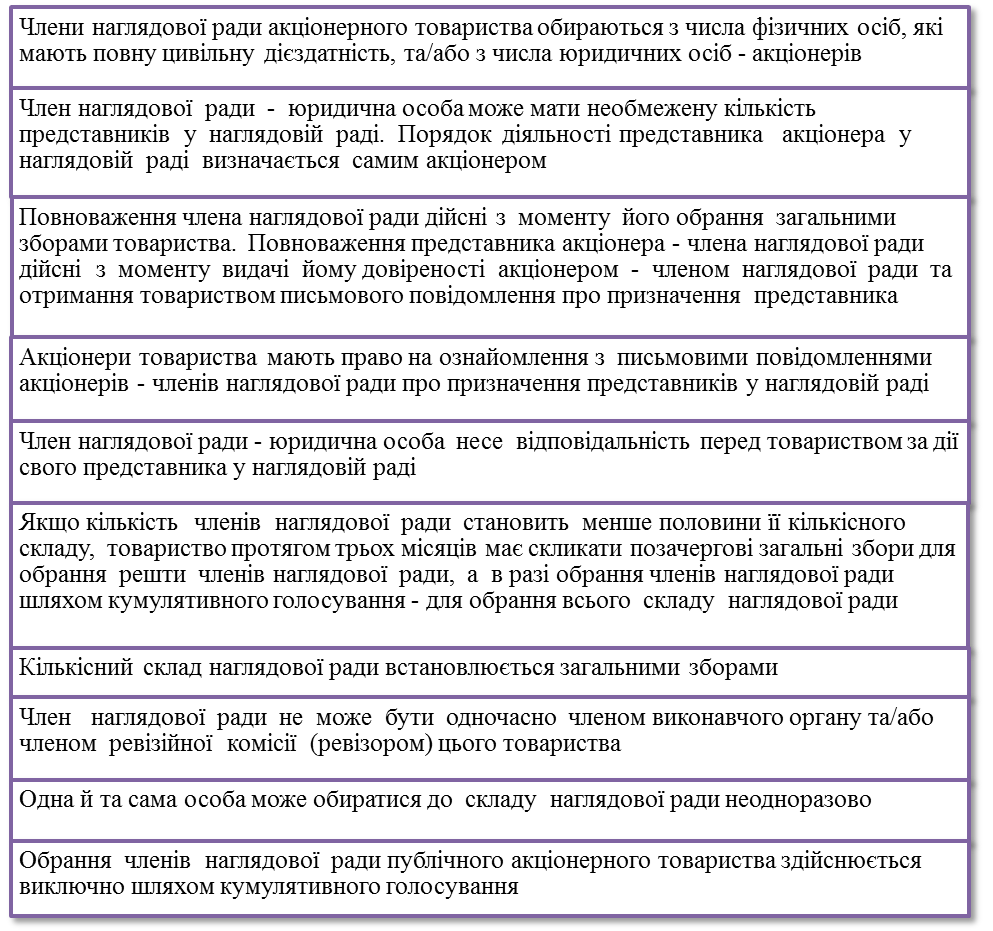 Члени наглядової ради акціонерного товариства обираються з числа фізичних осіб, які
мають повну цивільну дієздатність, та/або з числа юридичних осіб - акціонерів
Член наглядової ради - юридична особа може мати необмежену кількість
представників у наглядовій раді. Порядок діяльності представника акціонера у
наглядовій раді визначається самим акціонером
Повноваження члена наглядової ради дійсні з моменту його обрання загальними
зборами товариства. Повноваження представника акціонера - члена наглядової ради
дійсні з моменту видачі йому довіреності акціонером - членом наглядової ради та
отримання товариством письмового повідомлення про призначення представника
Акціонери товариства мають право на ознайомлення з письмовими повідомленнями
акціонерів - членів наглядової ради про призначення представників у наглядовій раді
Член наглядової ради - юридична особа несе відповідальність перед товариством за дії
свого представника у наглядовій раді
Якщо кількість членів наглядової ради становить менше половини її кількісного
складу, товариство протягом трьох місяців має скликати позачергові загальні збори для
обрання решти членів наглядової ради, а в разі обрання членів наглядової ради
шляхом кумулятивного голосування - для обрання всього складу наглядової ради
Кількісний склад наглядової ради встановлюється загальними зборами
Член наглядової ради не може бути одночасно членом виконавчого органу та/або
членом ревізійної комісії (ревізором) цього товариства
Одна й та сама особа може обиратися до складу наглядової ради неодноразово
Обрання членів наглядової ради публічного акціонерного товариства здійснюється
виключно шляхом кумулятивного голосування